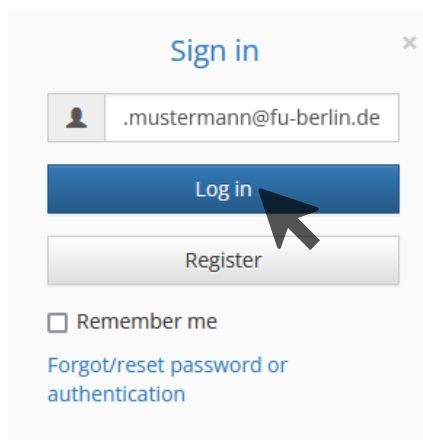 Sign in
×
.mustermann@fu-berlin.de
Log in
Register
Remember me
Forgot/reset password or
authentication